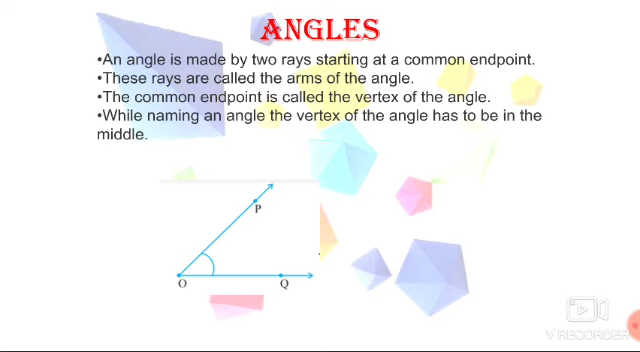 ANGLES
•An angle is made by two rays starting at a common endpoint.
•These rays are called the arms of the angle.
•The common endpoint is called the vertex of the angle.
•While naming an angle the vertex of the angle has to be in the
middle.
P
O
Q
V RECORDER